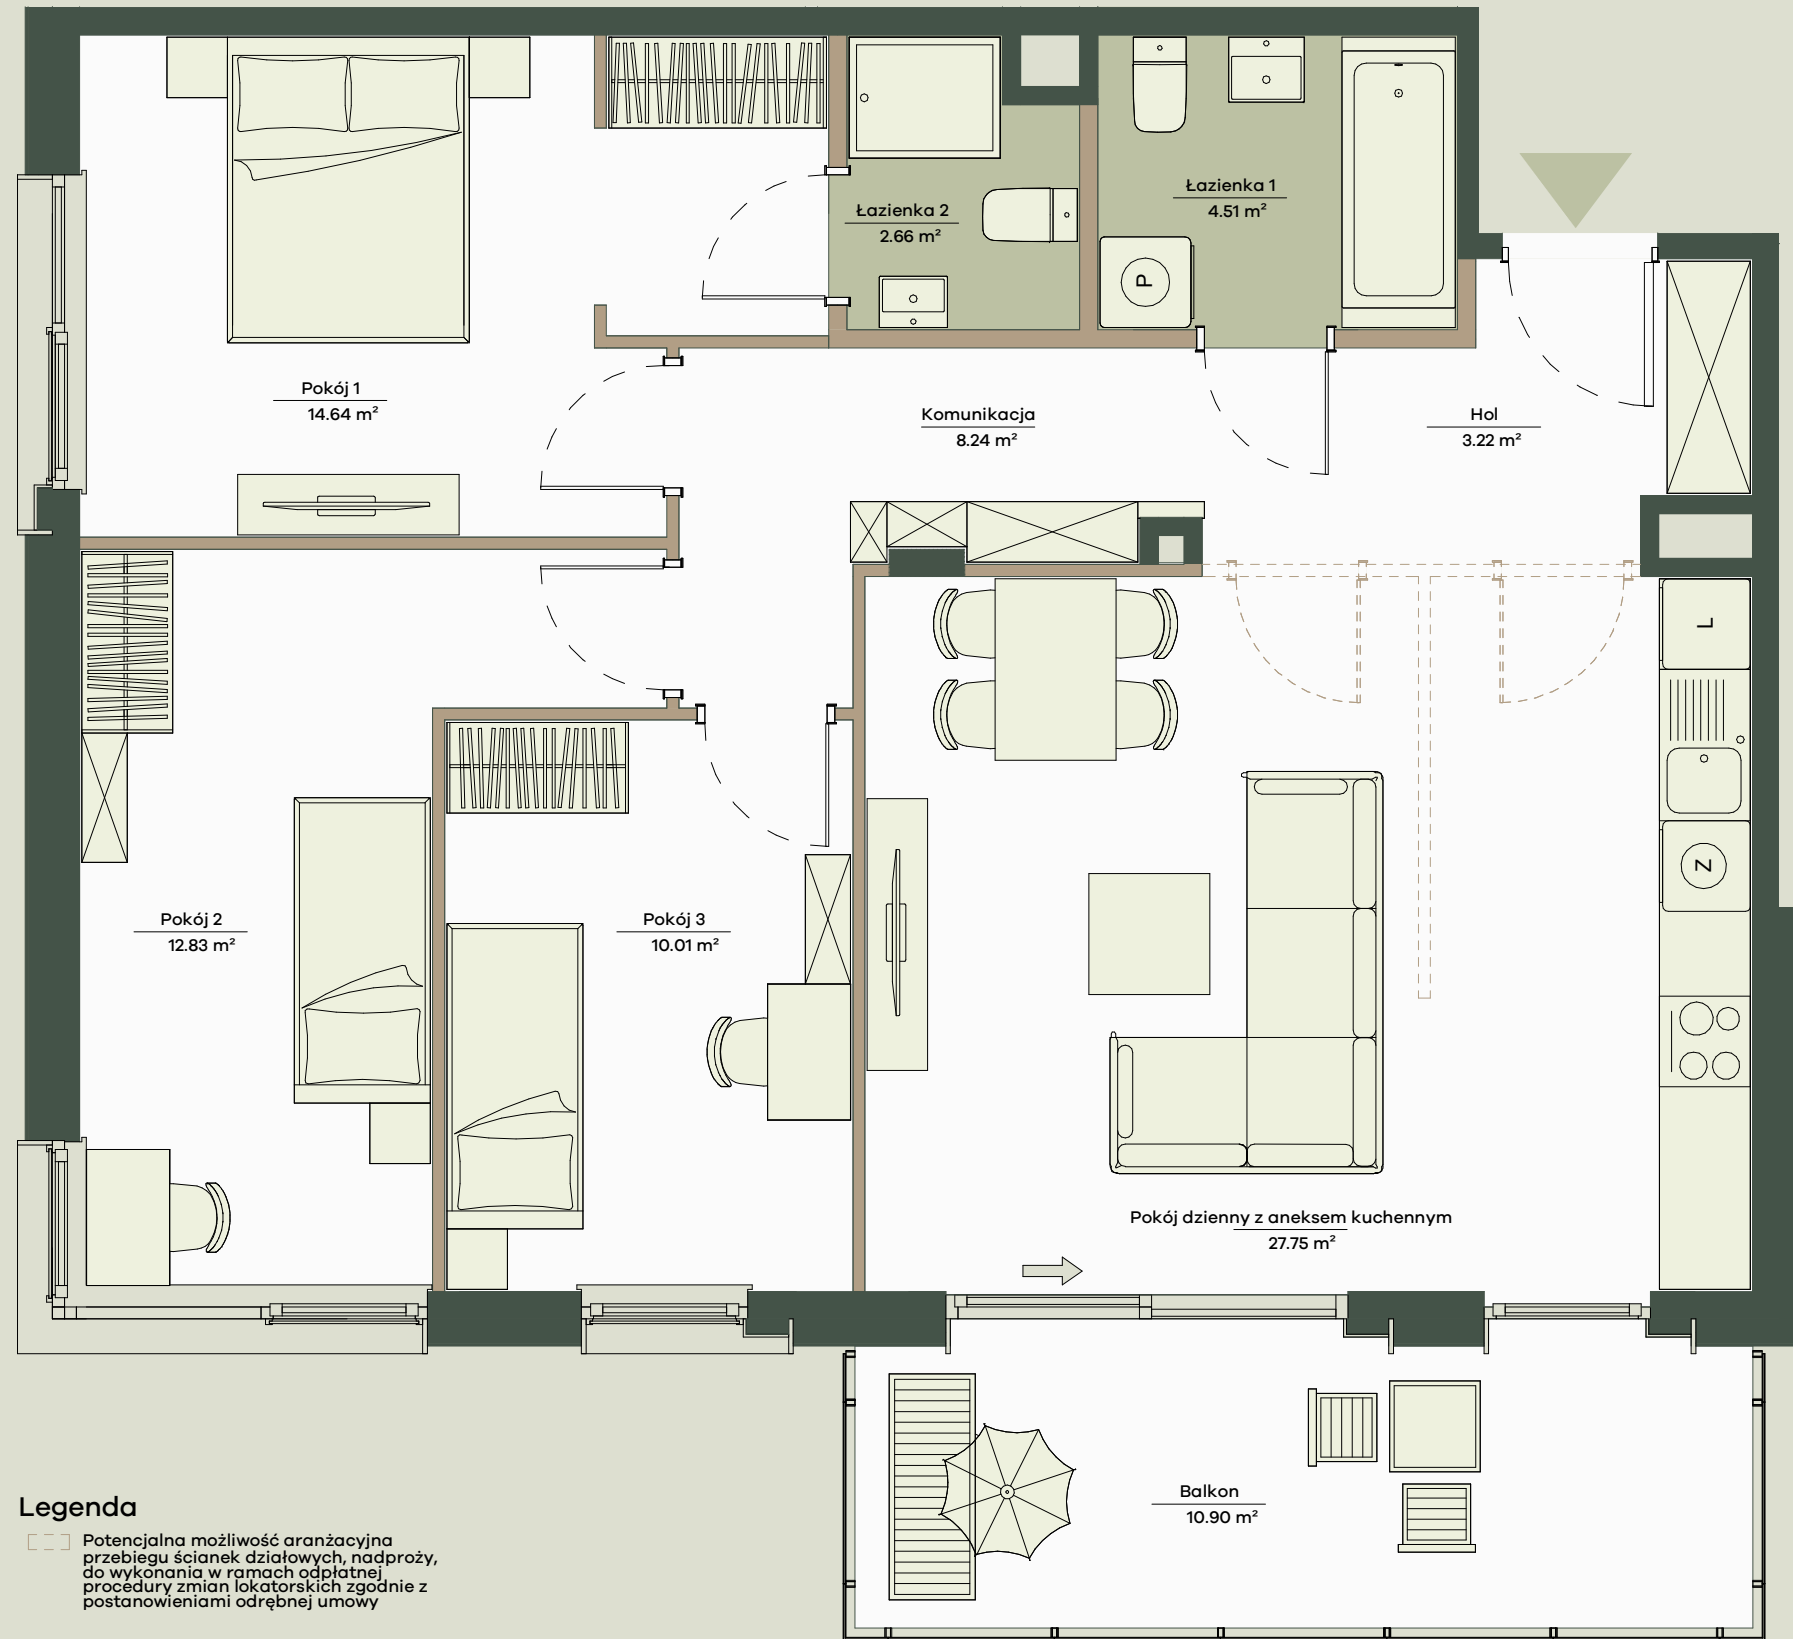 Łazienka 1
4.51 m²
Łazienka 2
2.66 m²
P
Pokój 1
14.64 m²
Komunikacja
8.24 m²
Hol
3.22 m²
L
Z
Pokój 2
12.83 m²
Pokój 3
10.01 m²
Pokój dzienny z aneksem kuchennym
27.75 m²
Balkon
10.90 m²
Legenda
Potencjalna możliwość aranżacyjna
przebiegu ścianek działowych, nadproży,
do wykonania w ramach odpłatnej
procedury zmian lokatorskich zgodnie z
postanowieniami odrębnej umowy